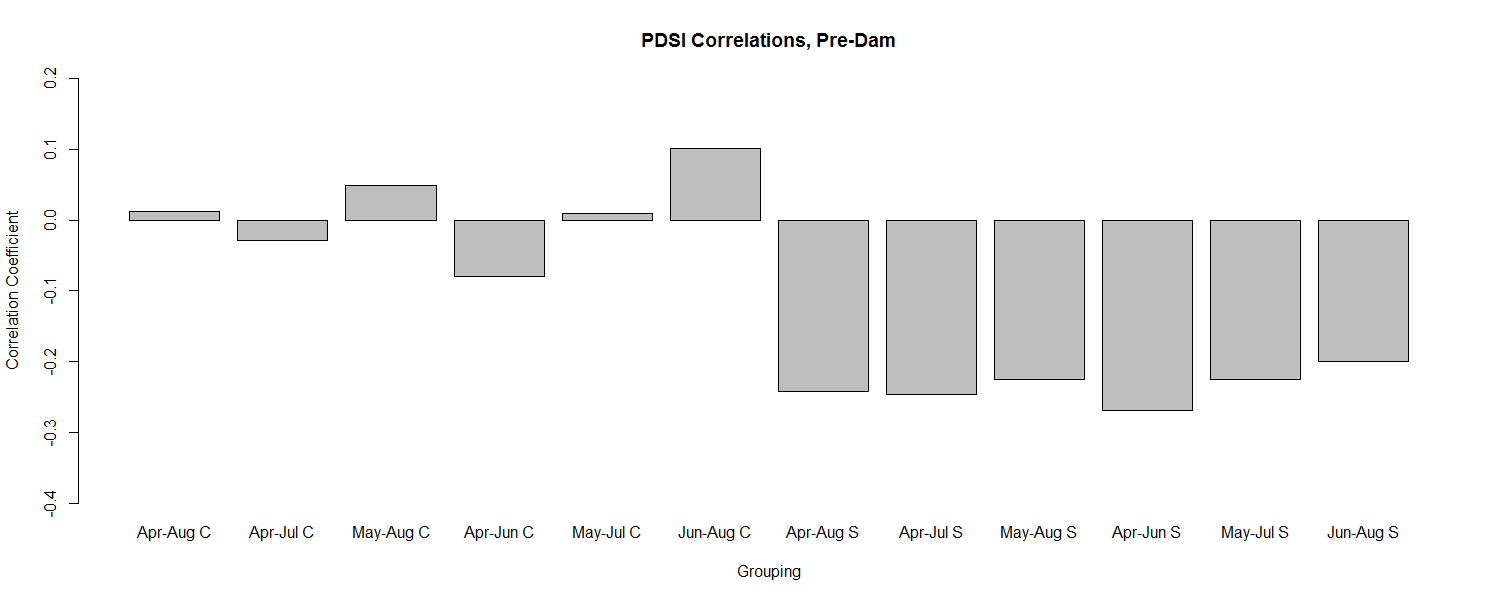 PDSI Correlations, Pre-Dam
Correlation Coefficient
0.2
0.1
0.0
-0.1
-0.2
-0.3
-0.4
Apr-Aug C Apr-Jul C May-Aug C Apr-Jun C May-Jul C Jun-Aug C Apr-Aug S Apr-Jul S May-Aug S Apr-Jun S May-Jul S Jun-Aug S
Grouping